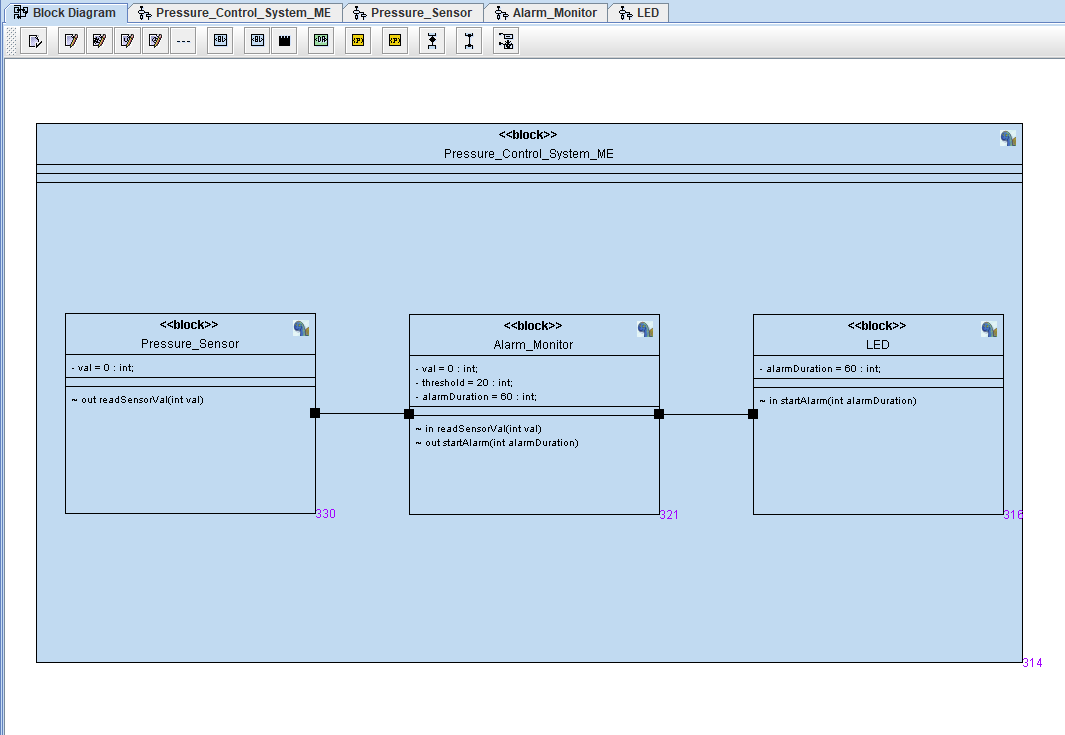 Block Diagram
Pressure_Control_System_ME
Pressure_Sensor
Alarm_Monitor
LED
<<block>>
Pressure_Control_System_ME
<<block>>
Pressure_Sensor
- val = 0 : int;
~ out readSensorVal(int val)
330
<<block>>
Alarm_Monitor
- val = 0 : int;
- threshold = 20 : int;
- alarmDuration = 60 : int;
~ in readSensorVal(int val)
~ out startAlarm(int alarmDuration)
321
<<block>>
LED
- alarmDuration = 60 : int;
~ in startAlarm(int alarmDuration)
316
314